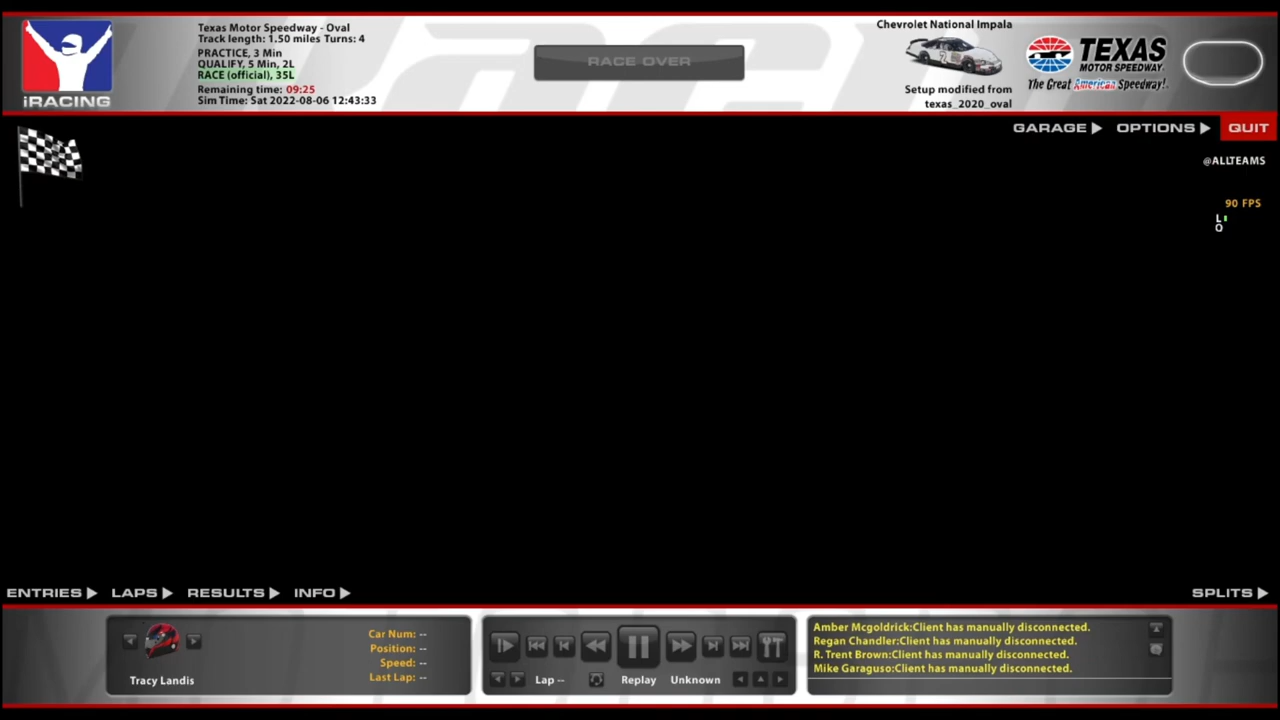 iRACING
Texas Motor Speedway - Oval
Track length: 1.50 miles Turns: 4
PRACTICE, 3 Min
QUALIFY, 5 Min, 2L
RACE (official), 35L
Remaining time: 09:25
Sim Time: Sat 2022-08-06 12:43:33
RACE OVER
Chevrolet National Impala
Setup modified from
texas_2020_oval
TEXAS
MOTOR SPEEDWAY.
The Great American Speedway!.
GARAGE OPTIONS QUIT
@ALLTEAMS
90 FPS
L
Q
ENTRIES LAPS RESULTS INFO SPLITS
Tracy Landis
Car Num: --
Position: --
Speed: --
Last Lap: --
Lap -- Replay Unknown
Amber Mcgoldrick:Client has manually disconnected.
Regan Chandler:Client has manually disconnected.
R. Trent Brown:Client has manually disconnected.
Mike Garaguso:Client has manually disconnected.